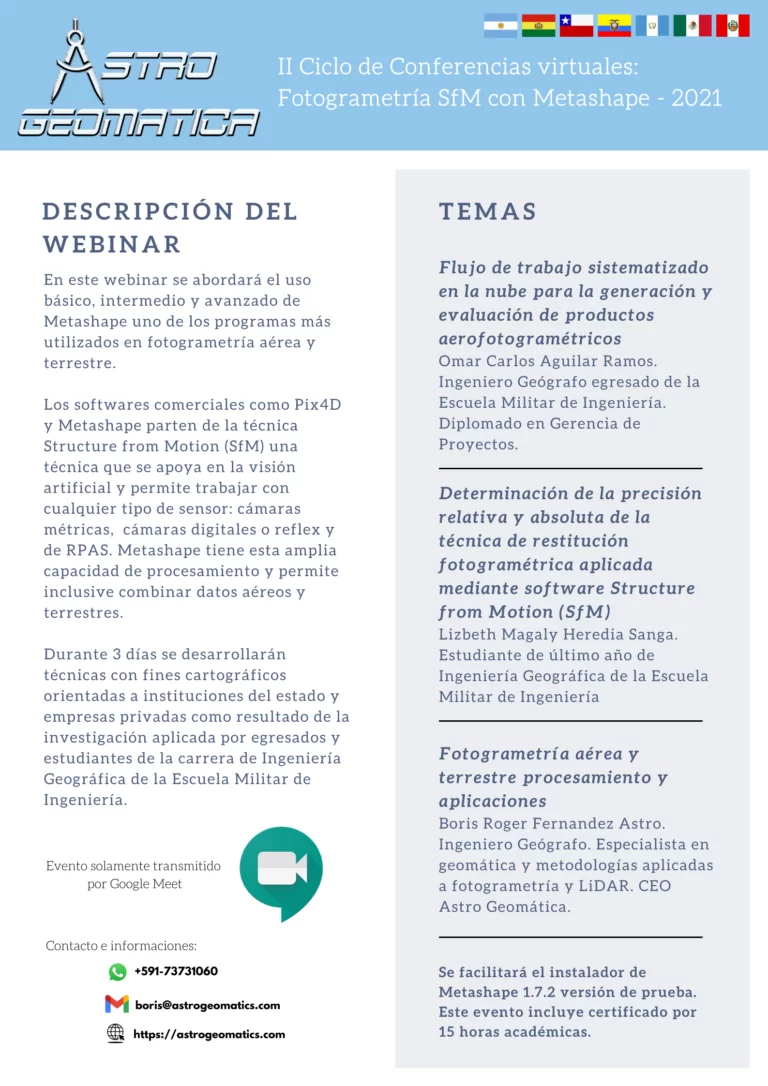 ASTRO
GEOMATICA
II Ciclo de Conferencias virtuales:
Fotogrametría SfM con Metashape - 2021
DESCRIPCIÓN DEL
WEBINAR
En este webinar se abordará el uso
básico, intermedio y avanzado de
Metashape uno de los programas más
utilizados en fotogrametría aérea y
terrestre.
Los softwares comerciales como Pix4D
y Metashape parten de la técnica
Structure from Motion (SfM) una
técnica que se apoya en la visión
artificial y permite trabajar con
cualquier tipo de sensor: cámaras
métricas, cámaras digitales o reflex y
de RPAS. Metashape tiene esta amplia
capacidad de procesamiento y permite
inclusive combinar datos aéreos y
terrestres.
Durante 3 días se desarrollarán
técnicas con fines cartográficos
orientadas a instituciones del estado y
empresas privadas como resultado de la
investigación aplicada por egresados y
estudiantes de la carrera de Ingeniería
Geográfica de la Escuela Militar de
Ingeniería.
Evento solamente transmitido
por Google Meet
Contacto e informaciones:
+591-73731060
boris@astrogeomatics.com
https://astrogeomatics.com
TEMAS
Flujo de trabajo sistematizado
en la nube para la generación y
evaluación de productos
aerofotogramétricos
Omar Carlos Aguilar Ramos.
Ingeniero Geógrafo egresado de la
Escuela Militar de Ingeniería.
Diplomado en Gerencia de
Proyectos.
Determinación de la precisión
relativa y absoluta de la
técnica de restitución
fotogramétrica aplicada
mediante software Structure
from Motion (SfM)
Lizbeth Magaly Heredia Sanga.
Estudiante de último año de
Ingeniería Geográfica de la Escuela
Militar de Ingeniería
Fotogrametría aérea y
terrestre procesamiento y
aplicaciones
Boris Roger Fernandez Astro.
Ingeniero Geógrafo. Especialista en
geomática y metodologías aplicadas
a fotogrametría y LiDAR. CEO
Astro Geomática.
Se facilitará el instalador de
Metashape 1.7.2 versión de prueba.
Este evento incluye certificado por
15 horas académicas.